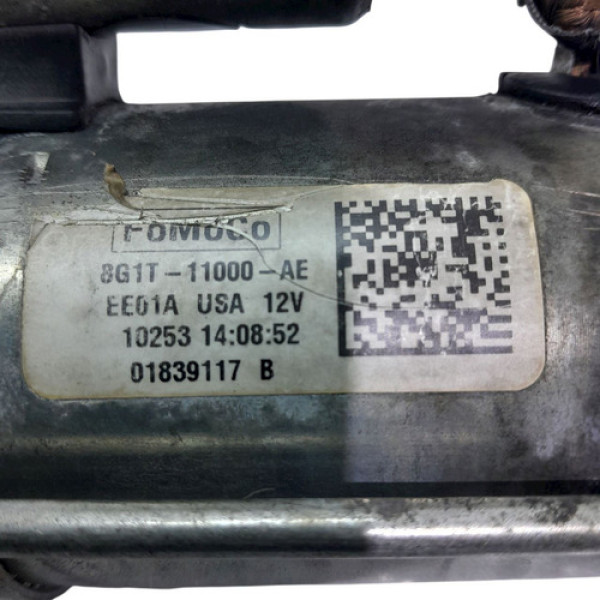 FoMoCo
8G1T-11000-AE
EE01A USA 12V
10253 14:08:52
01839117 B